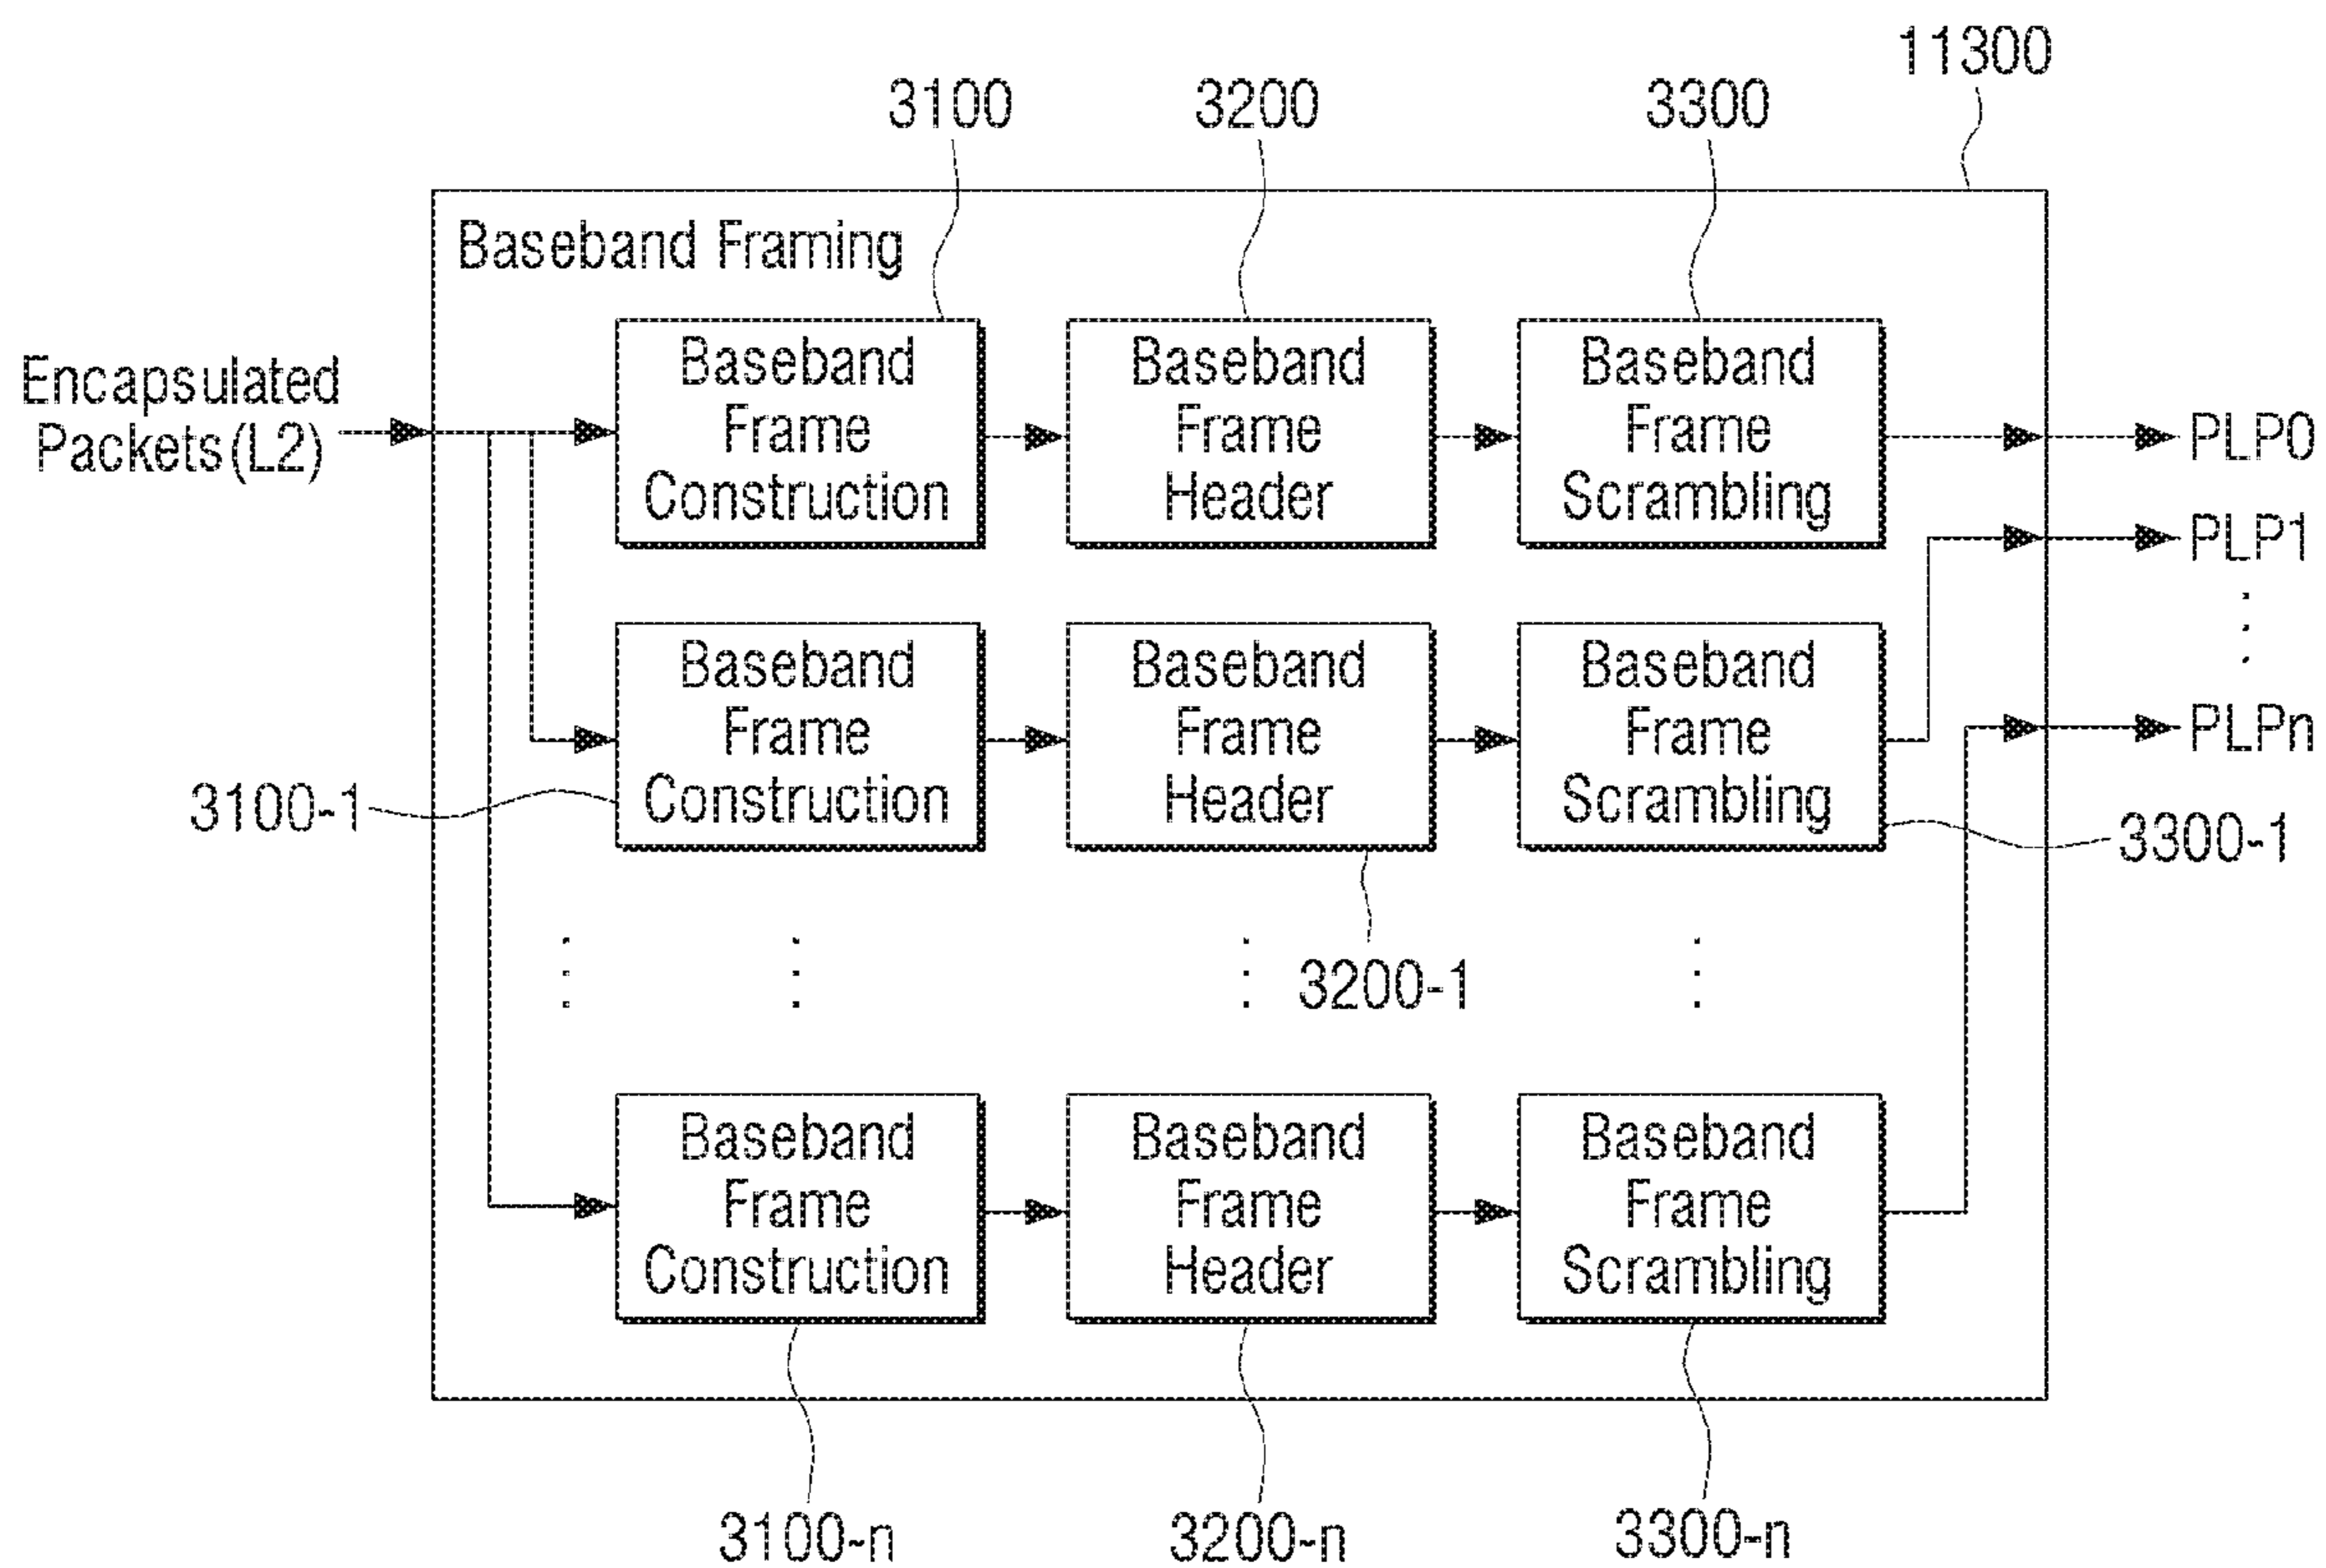 11300
3100
3200
3300
Baseband Framing
Encapsulated
Packets(L2)
Baseband
Frame
Construction
Baseband
Frame
Header
Baseband
Frame
Scrambling
PLP0
PLP1
PLPn
Baseband
Frame
Construction
Baseband
Frame
Header
Baseband
Frame
Scrambling
3100-1
3200-1
3300-1
Baseband
Frame
Construction
Baseband
Frame
Header
Baseband
Frame
Scrambling
3100-n
3200-n
3300-n